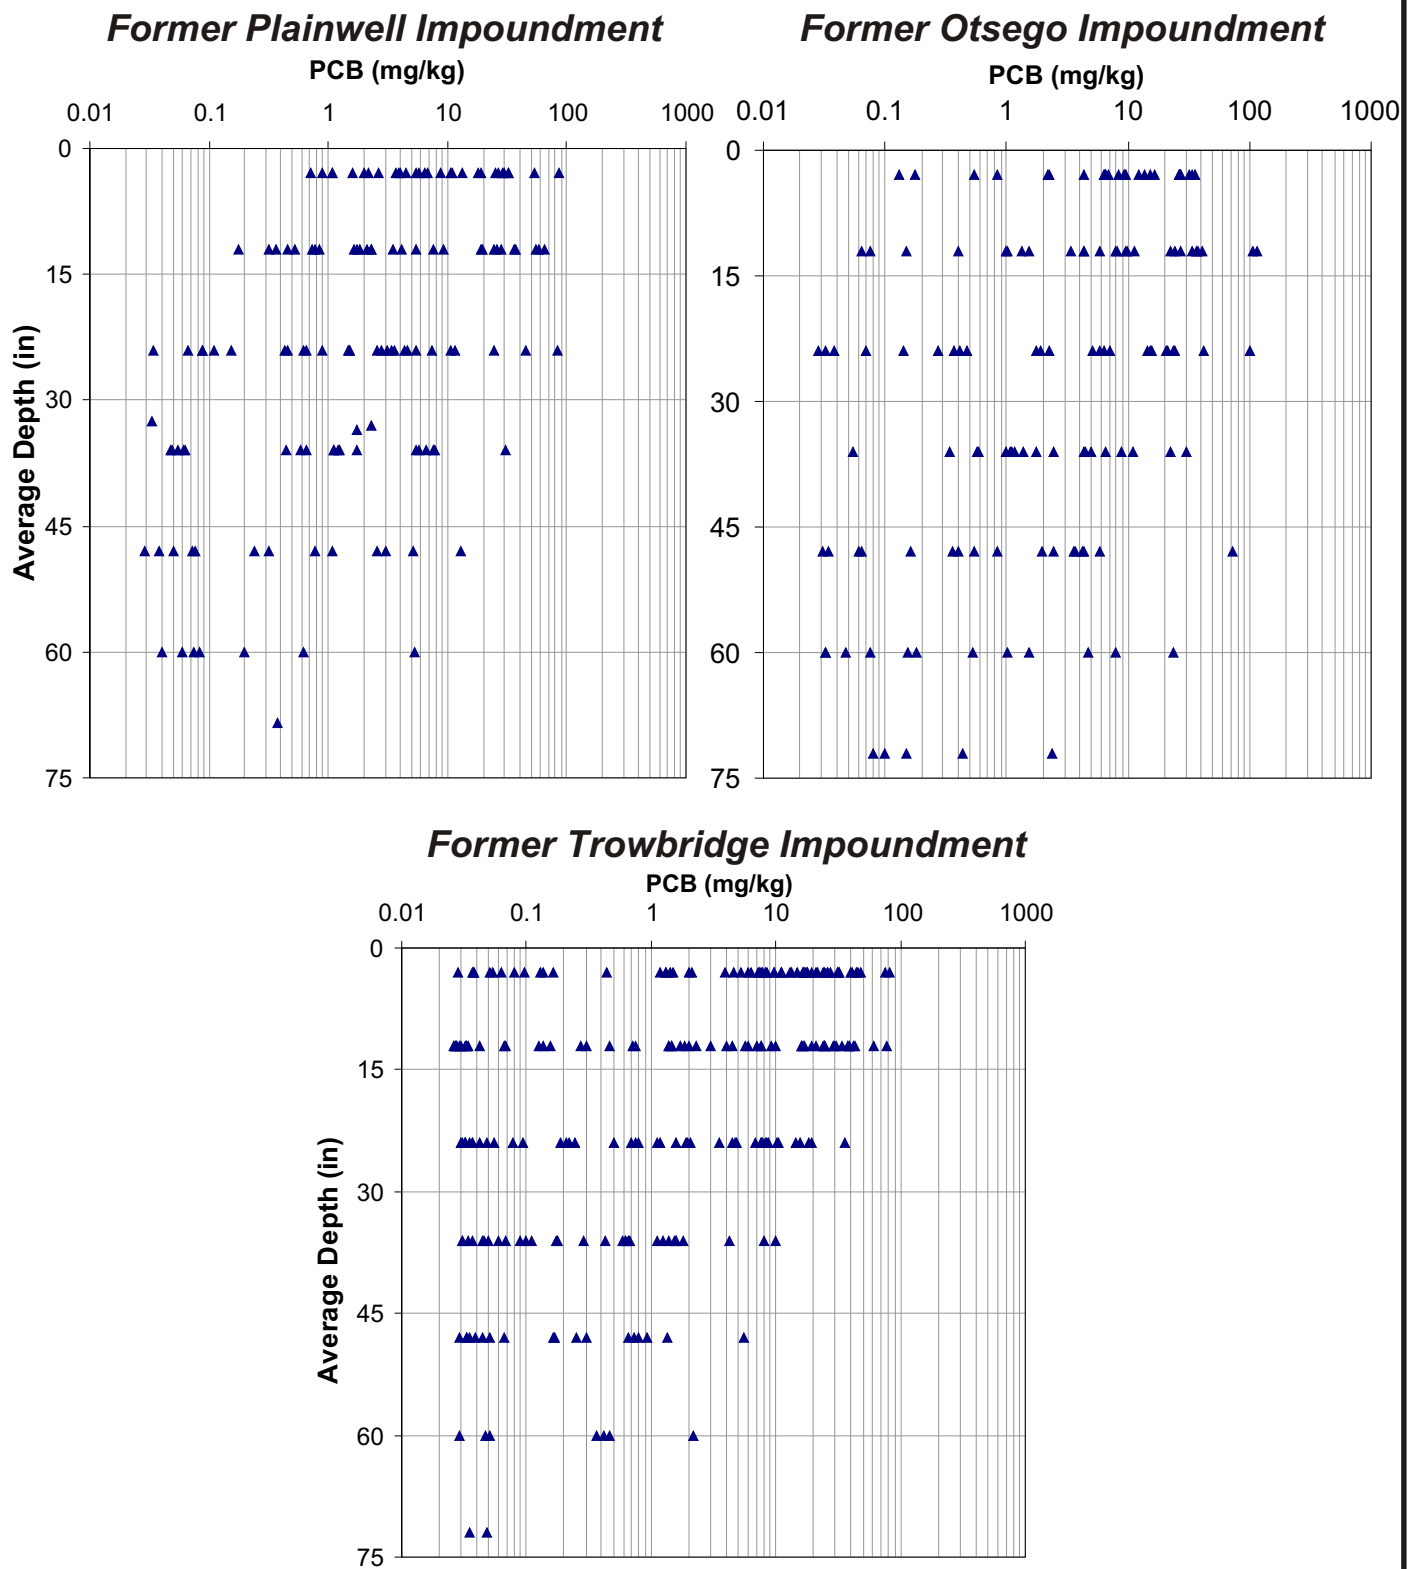 Former Plainwell Impoundment
PCB (mg/kg)
0.01 0.1 1 10 100 1000
0
15
30
45
60
75
Average Depth (in)
Former Otsego Impoundment
PCB (mg/kg)
0.01 0.1 1 10 100 1000
0
15
30
45
60
75
Former Trowbridge Impoundment
PCB (mg/kg)
0.01 0.1 1 10 100 1000
0
15
30
45
60
75
Average Depth (in)